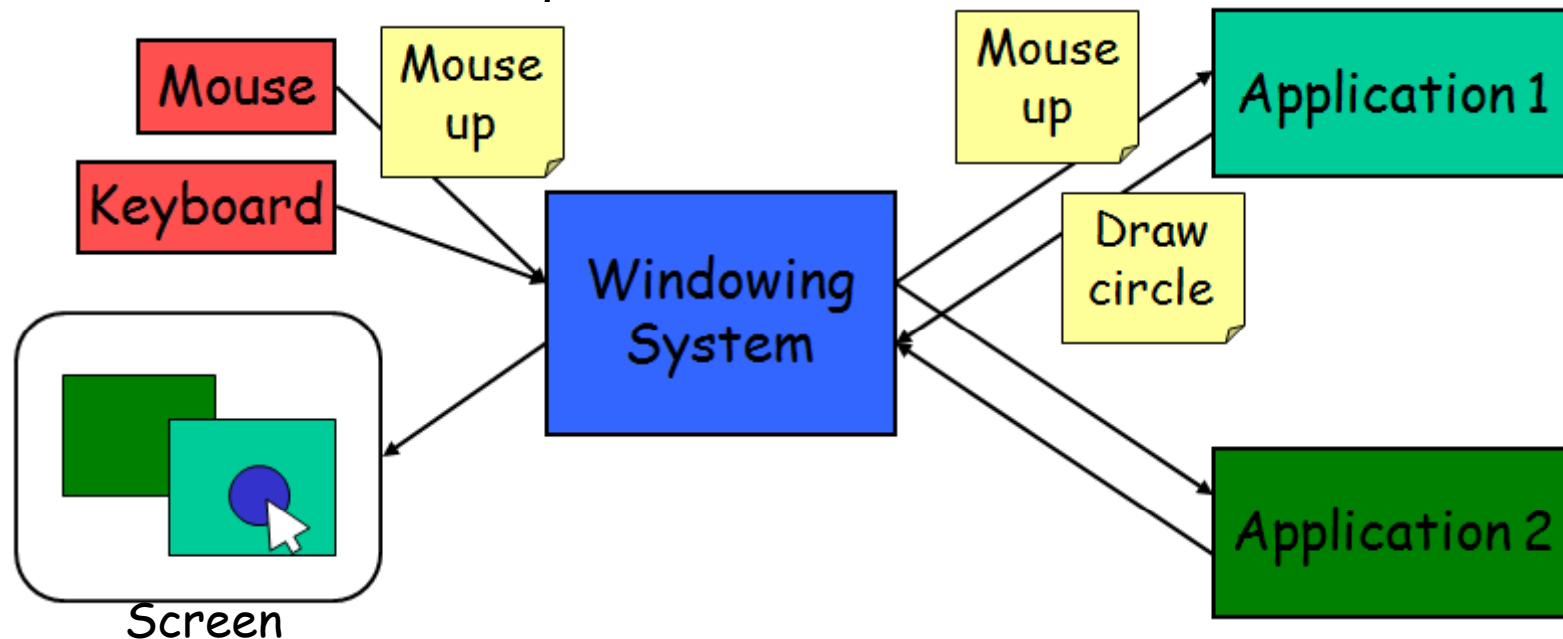 Mouse
Mouse
up
Keyboard
Windowing
System
Mouse
up
Application 1
Draw
circle
Application 2
Screen